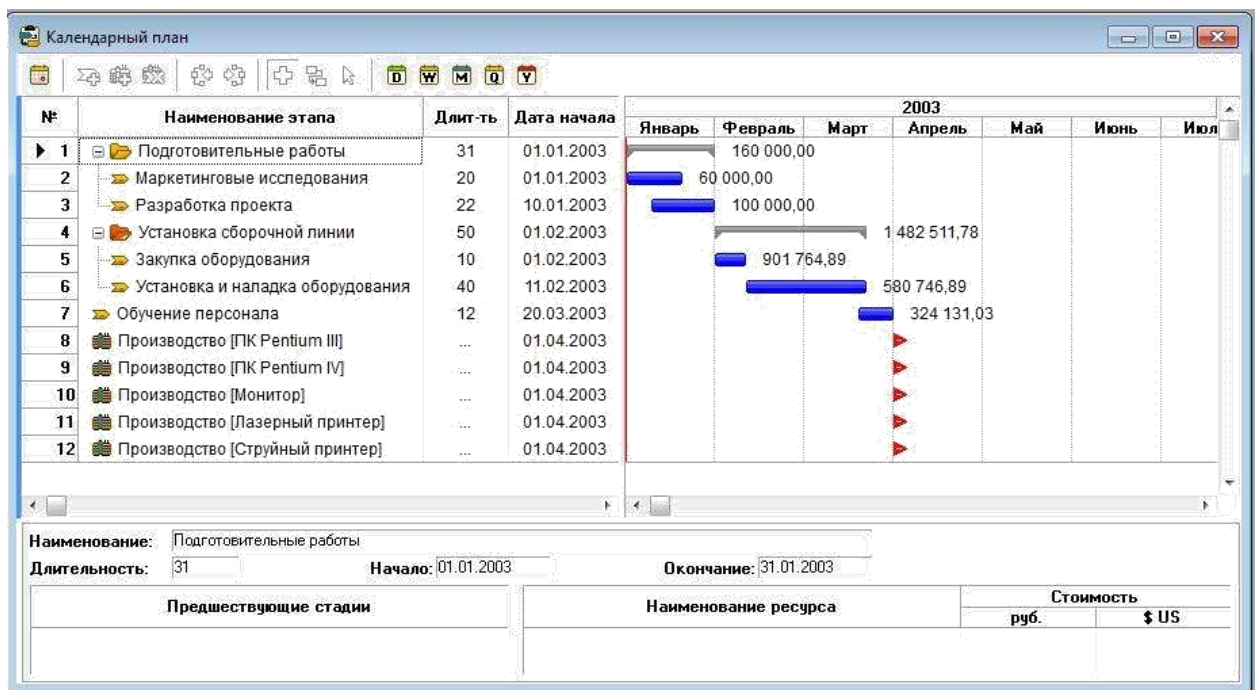 Календарный план
D W M Q Y
№ Наименование этапа Длит-ть Дата начала 2003
Январь Февраль Март Апрель Май Июнь Июл
1 Подготовительные работы 31 01.01.2003 160 000,00
2 Маркетинговые исследования 20 01.01.2003 60 000,00
3 Разработка проекта 22 10.01.2003 100 000,00
4 Установка сборочной линии 50 01.02.2003 1 482 511,78
5 Закупка оборудования 10 01.02.2003 901 764,89
6 Установка и наладка оборудования 40 11.02.2003 580 746,89
7 Обучение персонала 12 20.03.2003 324 131,03
8 Производство [ПК Pentium III] ... 01.04.2003
9 Производство [ПК Pentium IV] ... 01.04.2003
10 Производство [Монитор] ... 01.04.2003
11 Производство [Лазерный принтер] ... 01.04.2003
12 Производство [Струйный принтер] ... 01.04.2003
Наименование: Подготовительные работы
Длительность: 31 Начало: 01.01.2003 Окончание: 31.01.2003
Предшествующие стадии Наименование ресурса Стоимость
руб. $ US